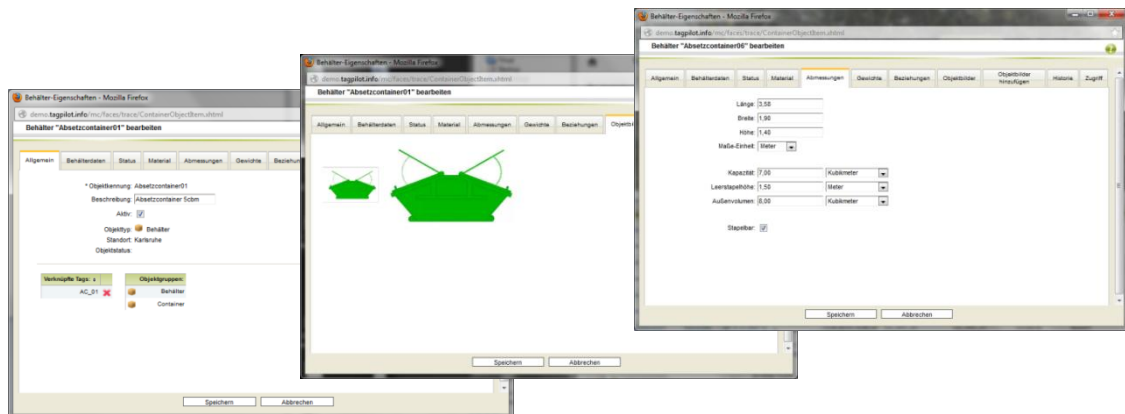 Behälter-Eigenschaften - Mozilla Firefox
demo.tagpilot.info/mc/faces/trace/ContainerObjectItem.xhtml
Behälter "Absetzcontainer01" bearbeiten
Allgemein Behälterdaten Status Material Abmessungen Gewichte Beziehun
* Objektkennung: Absetzcontainer01
Beschreibung: Absetzcontainer 5cbm
Aktiv:
Objekttyp: Behälter
Standort: Karlsruhe
Objektstatus:
Verknüpfte Tags: Objektgruppen:
AC_01 Behälter
Container
Speichern Abbrechen
Behälter-Eigenschaften - Mozilla Firefox
demo.tagpilot.info/mc/faces/trace/ContainerObjectItem.xhtml
Behälter "Absetzcontainer01" bearbeiten
Allgemein Behälterdaten Status Material Abmessungen Gewichte Beziehungen Objektbi
Speichern Abbrechen
Behälter-Eigenschaften - Mozilla Firefox
demo.tagpilot.info/mc/faces/trace/ContainerObjectItem.xhtml
Behälter "Absetzcontainer06" bearbeiten
Allgemein Behälterdaten Status Material Abmessungen Gewichte Beziehungen Objektbilder Objektbilder hinzufügen Historie Zugriff
Länge: 3,50
Breite: 1,90
Höhe: 1,40
Maße-Einheit: Meter
Kapazität: 7,00 Kubikmeter
Leerstapelhöhe: 1,50 Meter
Außenvolumen: 8,00 Kubikmeter
Stapelbar:
Speichern Abbrechen